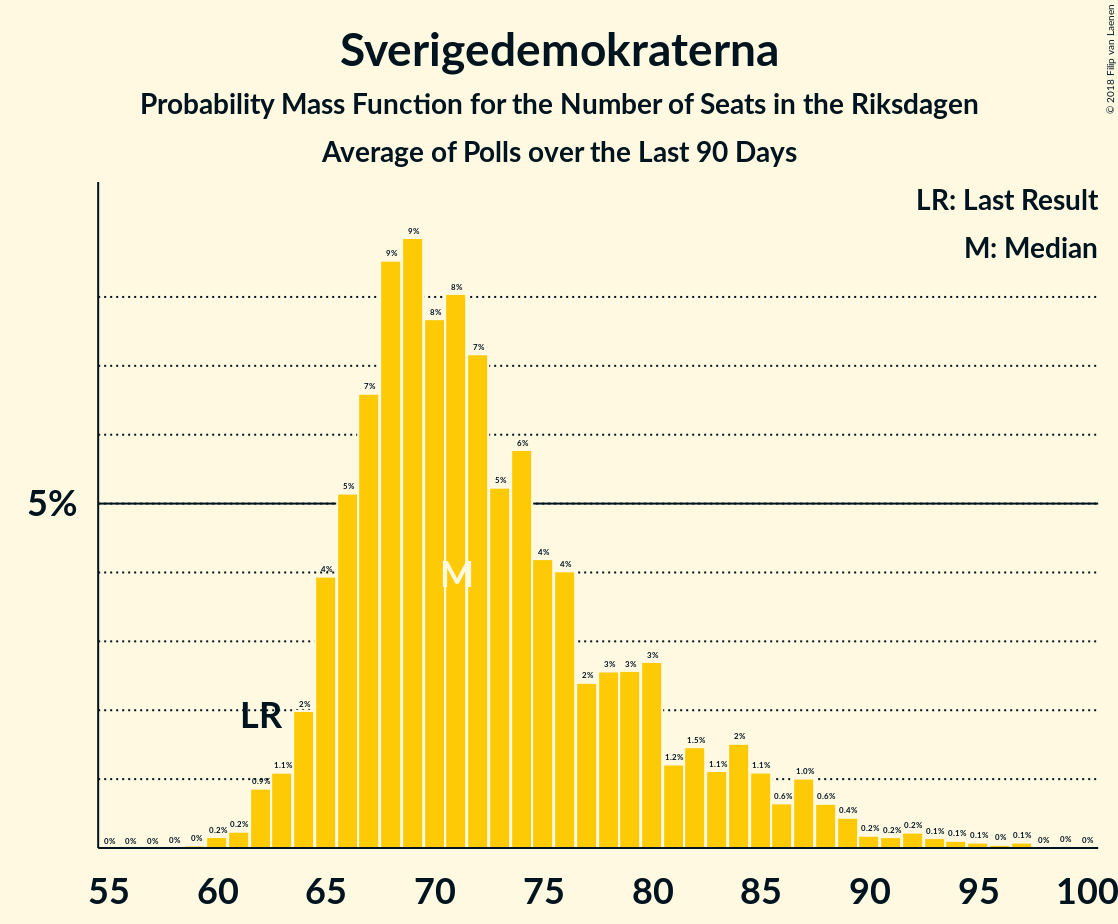 Sverigedemokraterna
Probability Mass Function for the Number of Seats in the Riksdagen
Average of Polls over the Last 90 Days
© 2018 Filip van Laenen
LR: Last Result
M: Median
5%
0% 0% 0% 0% 0% 0.2% 0.2% 0.9% 1.1% 2% 4% 5% 7% 9% 9% 8% 8% 7% 5% 6% 4% 4% 2% 3% 3% 3% 1.2% 1.5% 1.1% 2% 1.1% 0.6% 1.0% 0.6% 0.4% 0.2% 0.2% 0.2% 0.1% 0.1% 0.1% 0% 0.1% 0% 0% 0%
M
LR
55 60 65 70 75 80 85 90 95 100